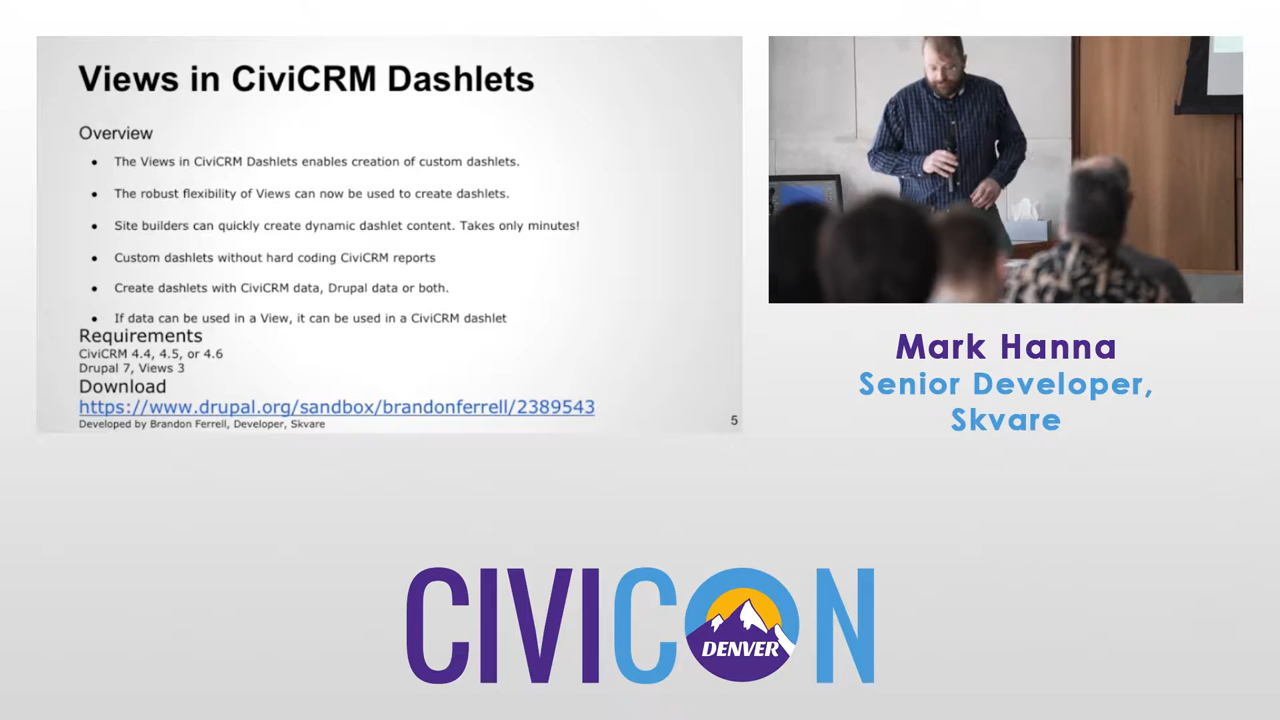 Views in CiviCRM Dashlets
Overview
● The Views in CiviCRM Dashlets enables creation of custom dashlets.
● The robust flexibility of Views can now be used to create dashlets.
● Site builders can quickly create dynamic dashlet content. Takes only minutes!
● Custom dashlets without hard coding CiviCRM reports
● Create dashlets with CiviCRM data, Drupal data or both.
● If data can be used in a View, it can be used in a CiviCRM dashlet
Requirements
CiviCRM 4.4, 4.5, or 4.6
Drupal 7, Views 3
Download
https://www.drupal.org/sandbox/brandonferrell/2389543
Developed by Brandon Ferrell, Developer, Skvare
5
Mark Hanna
Senior Developer,
Skvare
CIVICON
DENVER